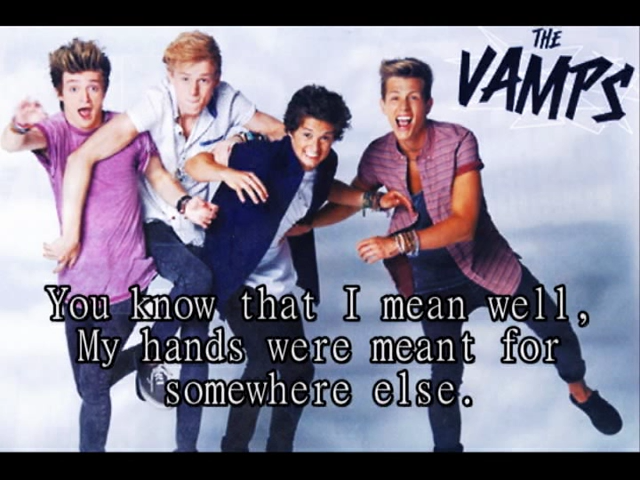 THE
VAMPS
You know that I mean well,
My hands were meant for
somewhere else.